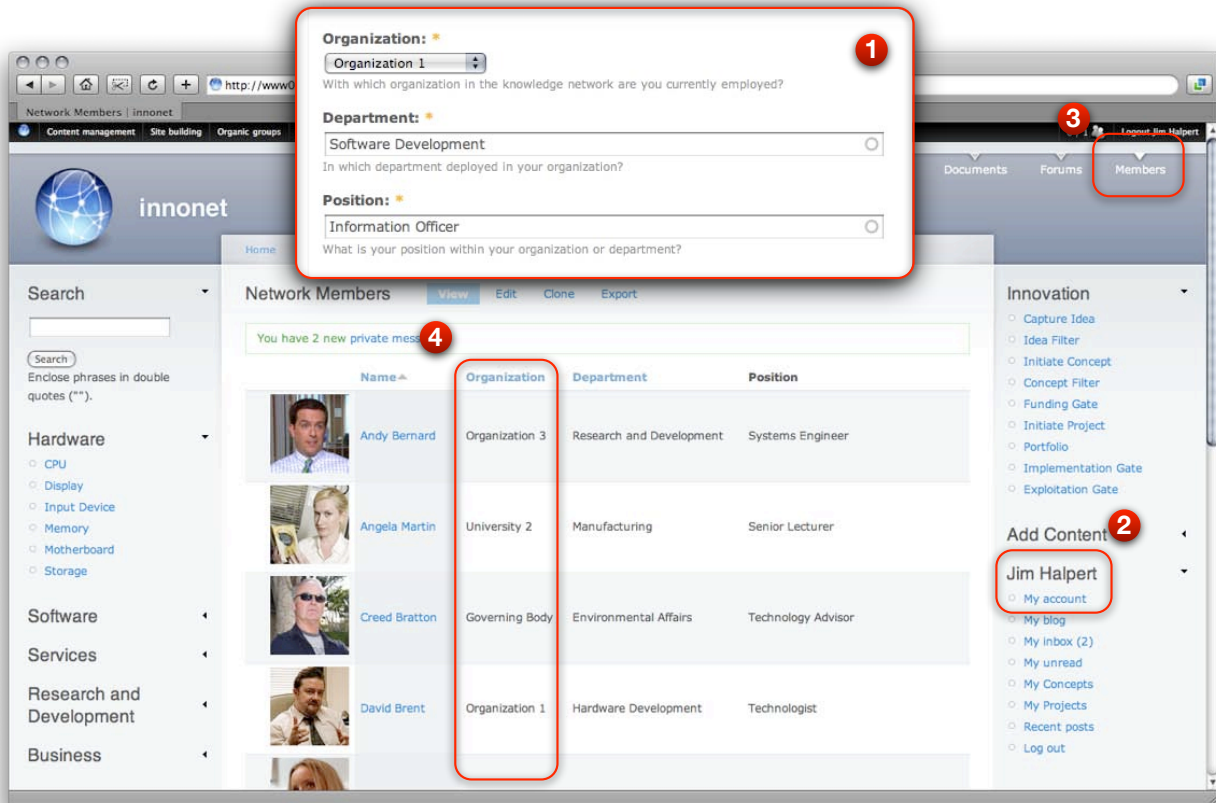 Organization: *
1
Organization 1
With which organization in the knowledge network are you currently employed?
http://www0
Network Members | innonet
Department: *
Software Development
In which department deployed in your organization?
3
Content management Site building Organic groups
1
Logout Jim Halpert
Documents Forums Members
innonet
Position: *
Information Officer
What is your position within your organization or department?
Home
Search
Search
Enclose phrases in double
quotes ("").
Hardware
CPU
Display
Input Device
Memory
Motherboard
Storage
Software
Services
Research and
Development
Business
Network Members View Edit Clone Export
You have 2 new private mess
4
Name Organization Department Position
Andy Bernard Organization 3 Research and Development Systems Engineer
Angela Martin University 2 Manufacturing Senior Lecturer
Creed Bratton Governing Body Environmental Affairs Technology Advisor
David Brent Organization 1 Hardware Development Technologist
Innovation
Capture Idea
Idea Filter
Initiate Concept
Concept Filter
Funding Gate
Initiate Project
Portfolio
Implementation Gate
Exploitation Gate
Add Content
2
Jim Halpert
My account
My blog
My inbox (2)
My unread
My Concepts
My Projects
Recent posts
Log out